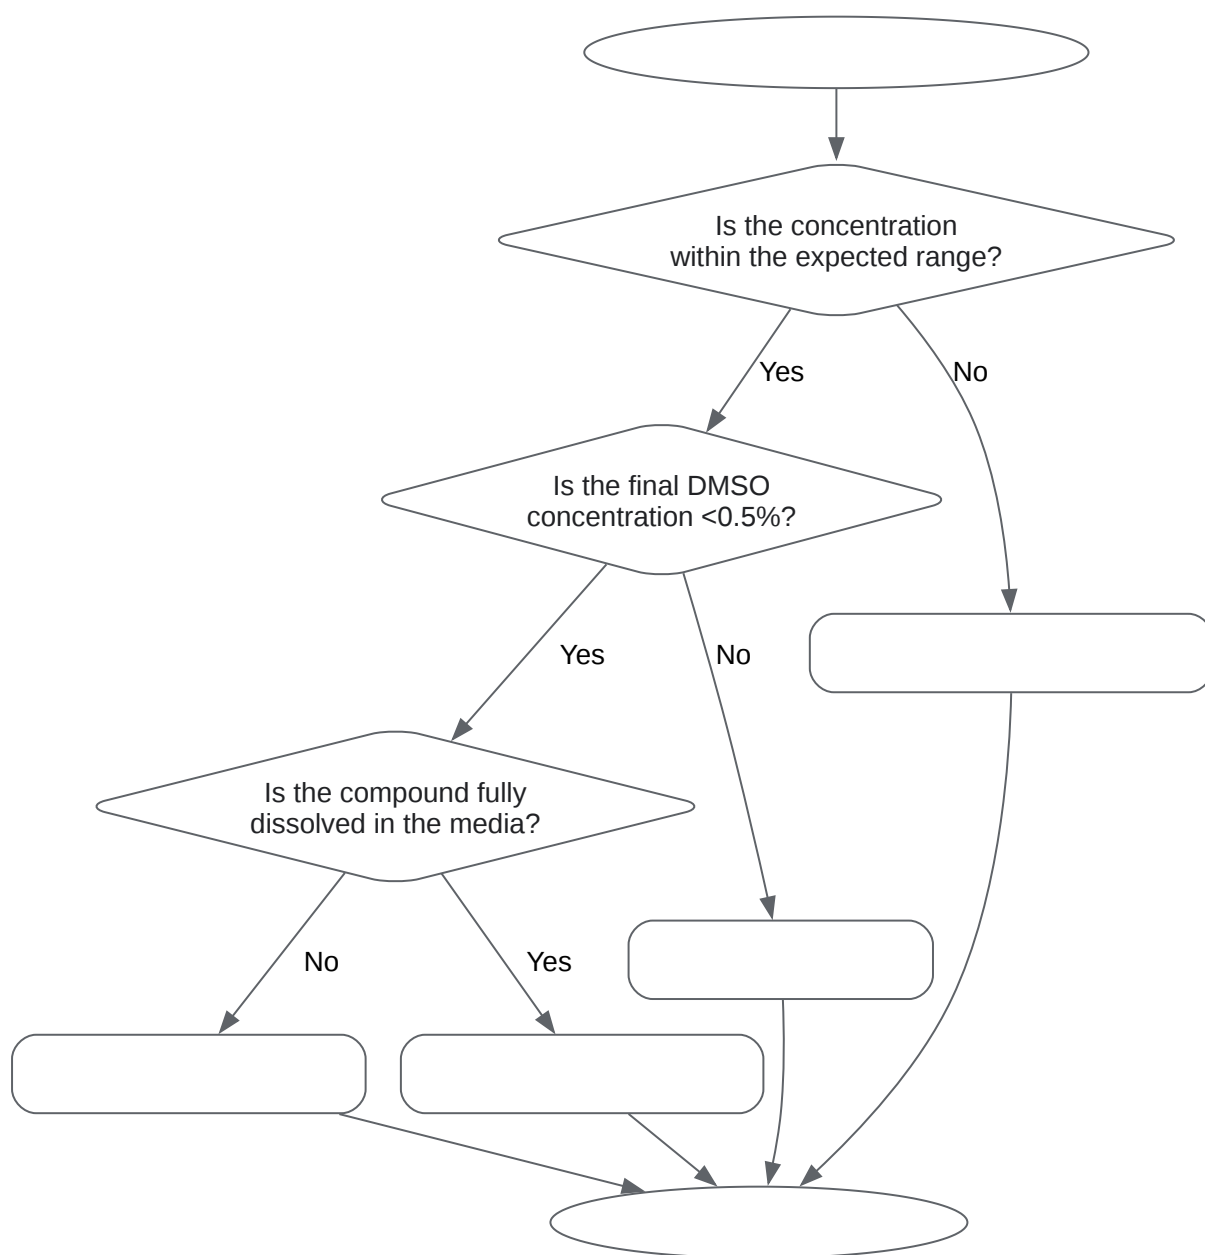 Is the concentration
within the expected range?
Yes
No
Is the final DMSO
concentration <0.5%?
Yes
No
Is the compound fully
dissolved in the media?
No
Yes